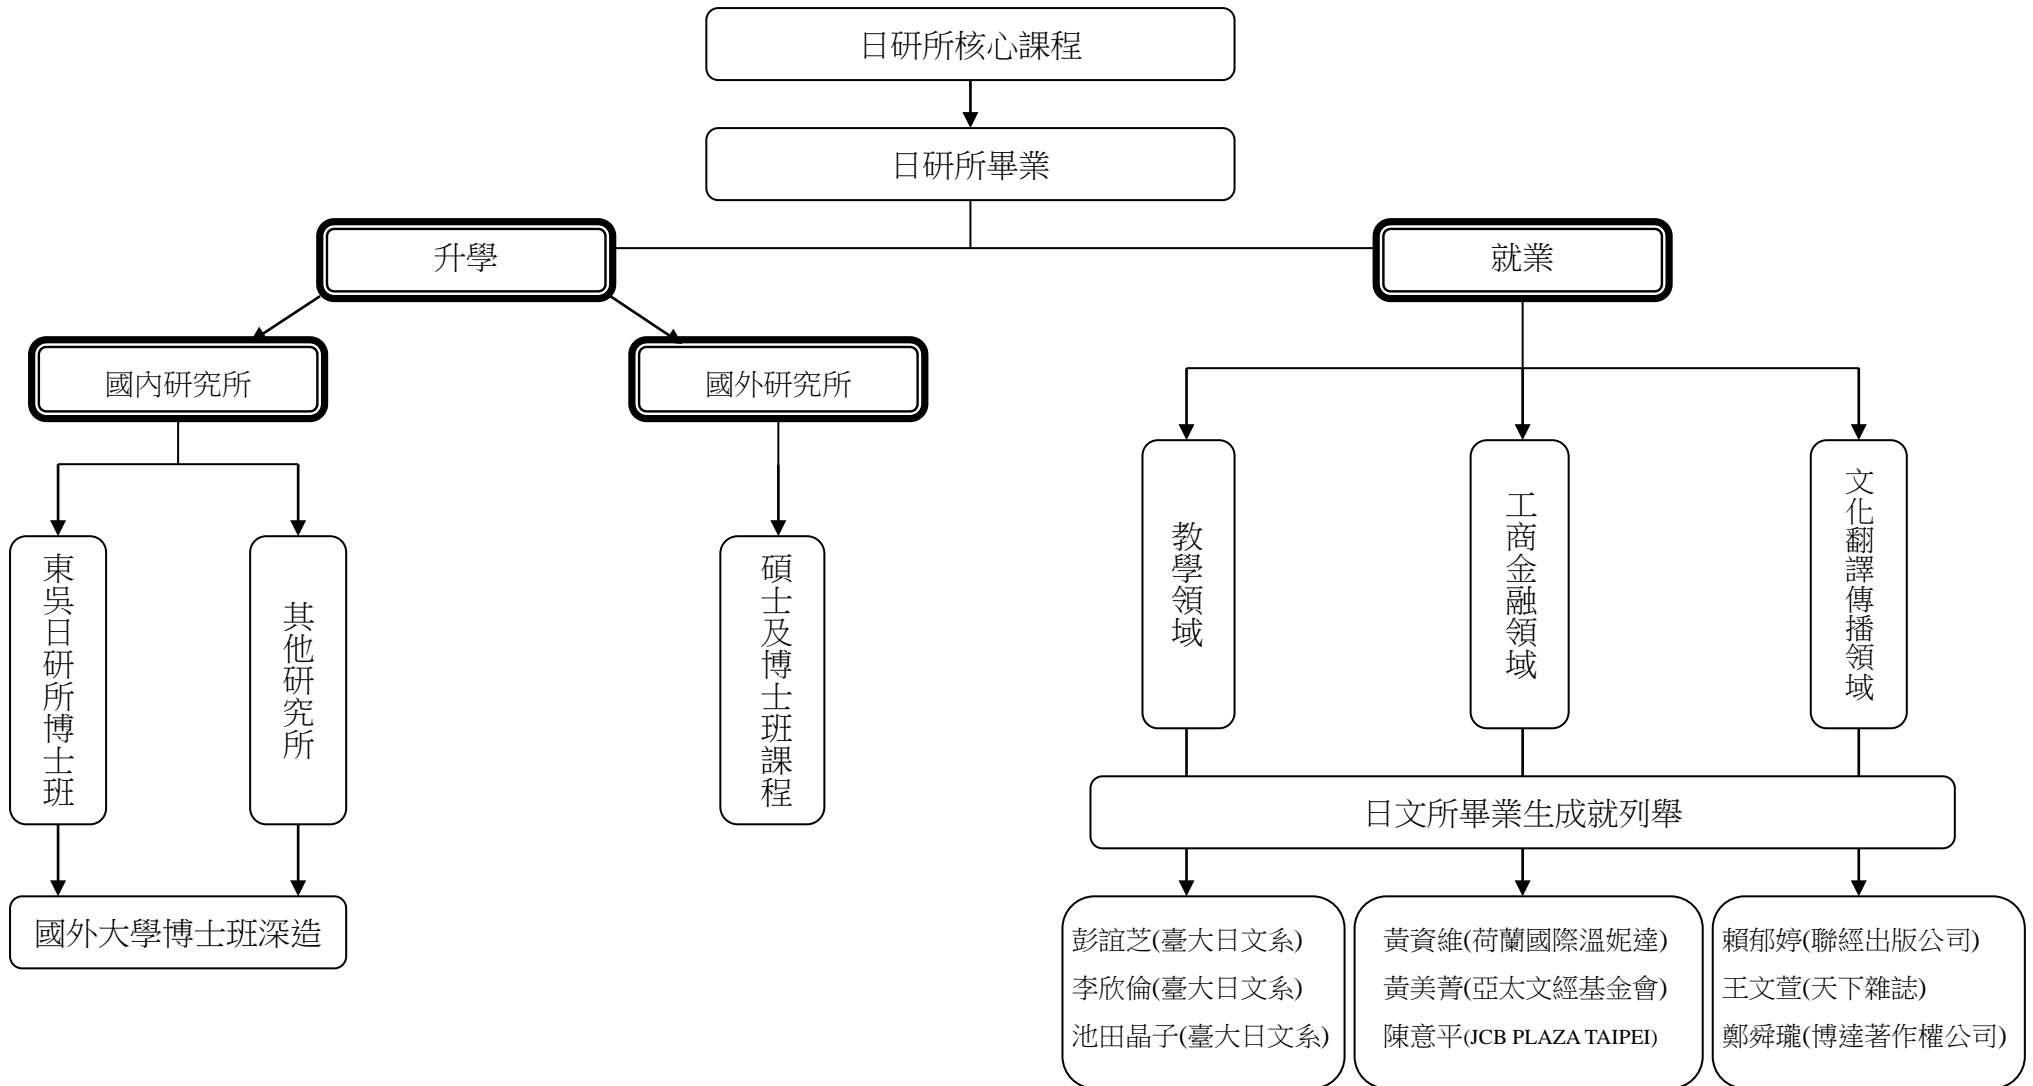 日研所核心課程
日研所畢業
升學
就業
國內研究所
國外研究所
東吳日研所博士班
其他研究所
碩士及博士班課程
教學領域
工商金融領域
文化翻譯傳播領域
日文所畢業生成就列舉
國外大學博士班深造
彭誼芝(臺大日文系)
李欣倫(臺大日文系)
池田晶子(臺大日文系)
黃資維(荷蘭國際溫妮達)
黃美菁(亞太文經基金會)
陳意平(JCB PLAZA TAIPEI)
賴郁婷(聯經出版公司)
王文萱(天下雜誌)
鄭舜瓏(博達著作權公司)